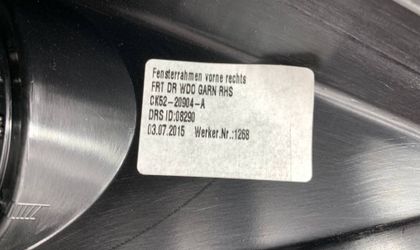 Fensterrahmen vorne rechts
FRT DR WDO GARN RHS
CK52-20904-A
DRS ID:08290
03.07.2015 Werker.Nr.:1268